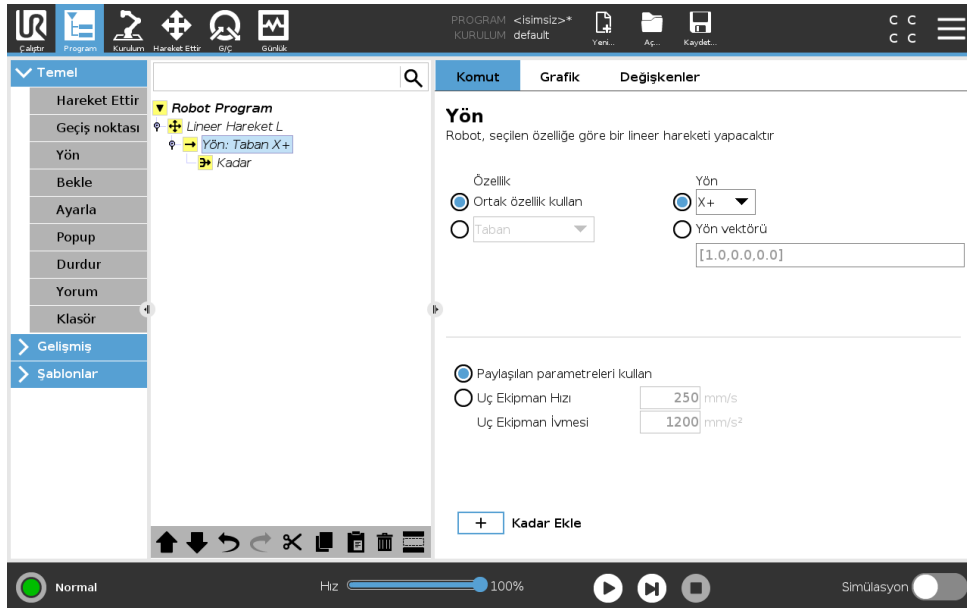 PROGRAM <isimsiz>*
KURULUM default
C C
C C
Çalıştır Program Kurulum Hareket Ettir G/Ç Günlük Yeni... Aç... Kaydet...
Temel
Hareket Ettir
Geçiş noktası
Yön
Bekle
Ayarla
Popup
Durdur
Yorum
Klasör
Gelişmiş
Şablonlar
Robot Program
Lineer Hareket L
Yön: Taban X+
Kadar
Komut Grafik Değişkenler
Yön
Robot, seçilen özelliğe göre bir lineer hareketi yapacaktır
Özellik Yön
Ortak özellik kullan X+
Taban Yön vektörü
[1.0,0.0,0.0]
Paylaşılan parametreleri kullan
Uç Ekipman Hızı 250 mm/s
Uç Ekipman İvmesi 1200 mm/s²
+ Kadar Ekle
Normal Hız 100% Simülasyon